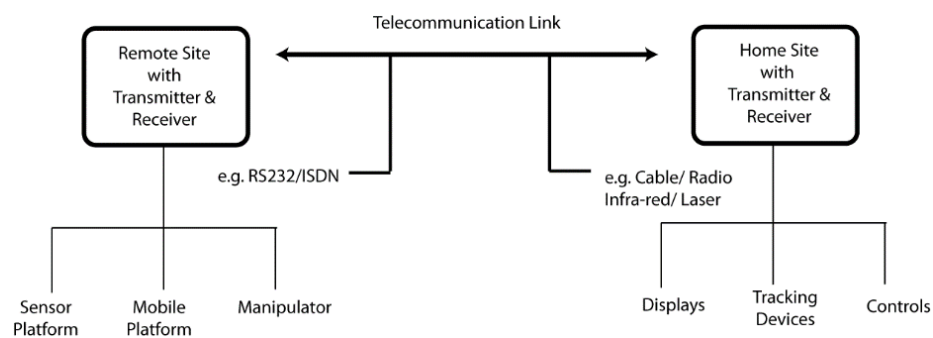 Telecommunication Link
Remote Site
with
Transmitter &
Receiver
Home Site
with
Transmitter &
Receiver
e.g. RS232/ISDN
e.g. Cable/ Radio
Infra-red/ Laser
Sensor
Platform
Mobile
Platform
Manipulator
Displays
Tracking
Devices
Controls